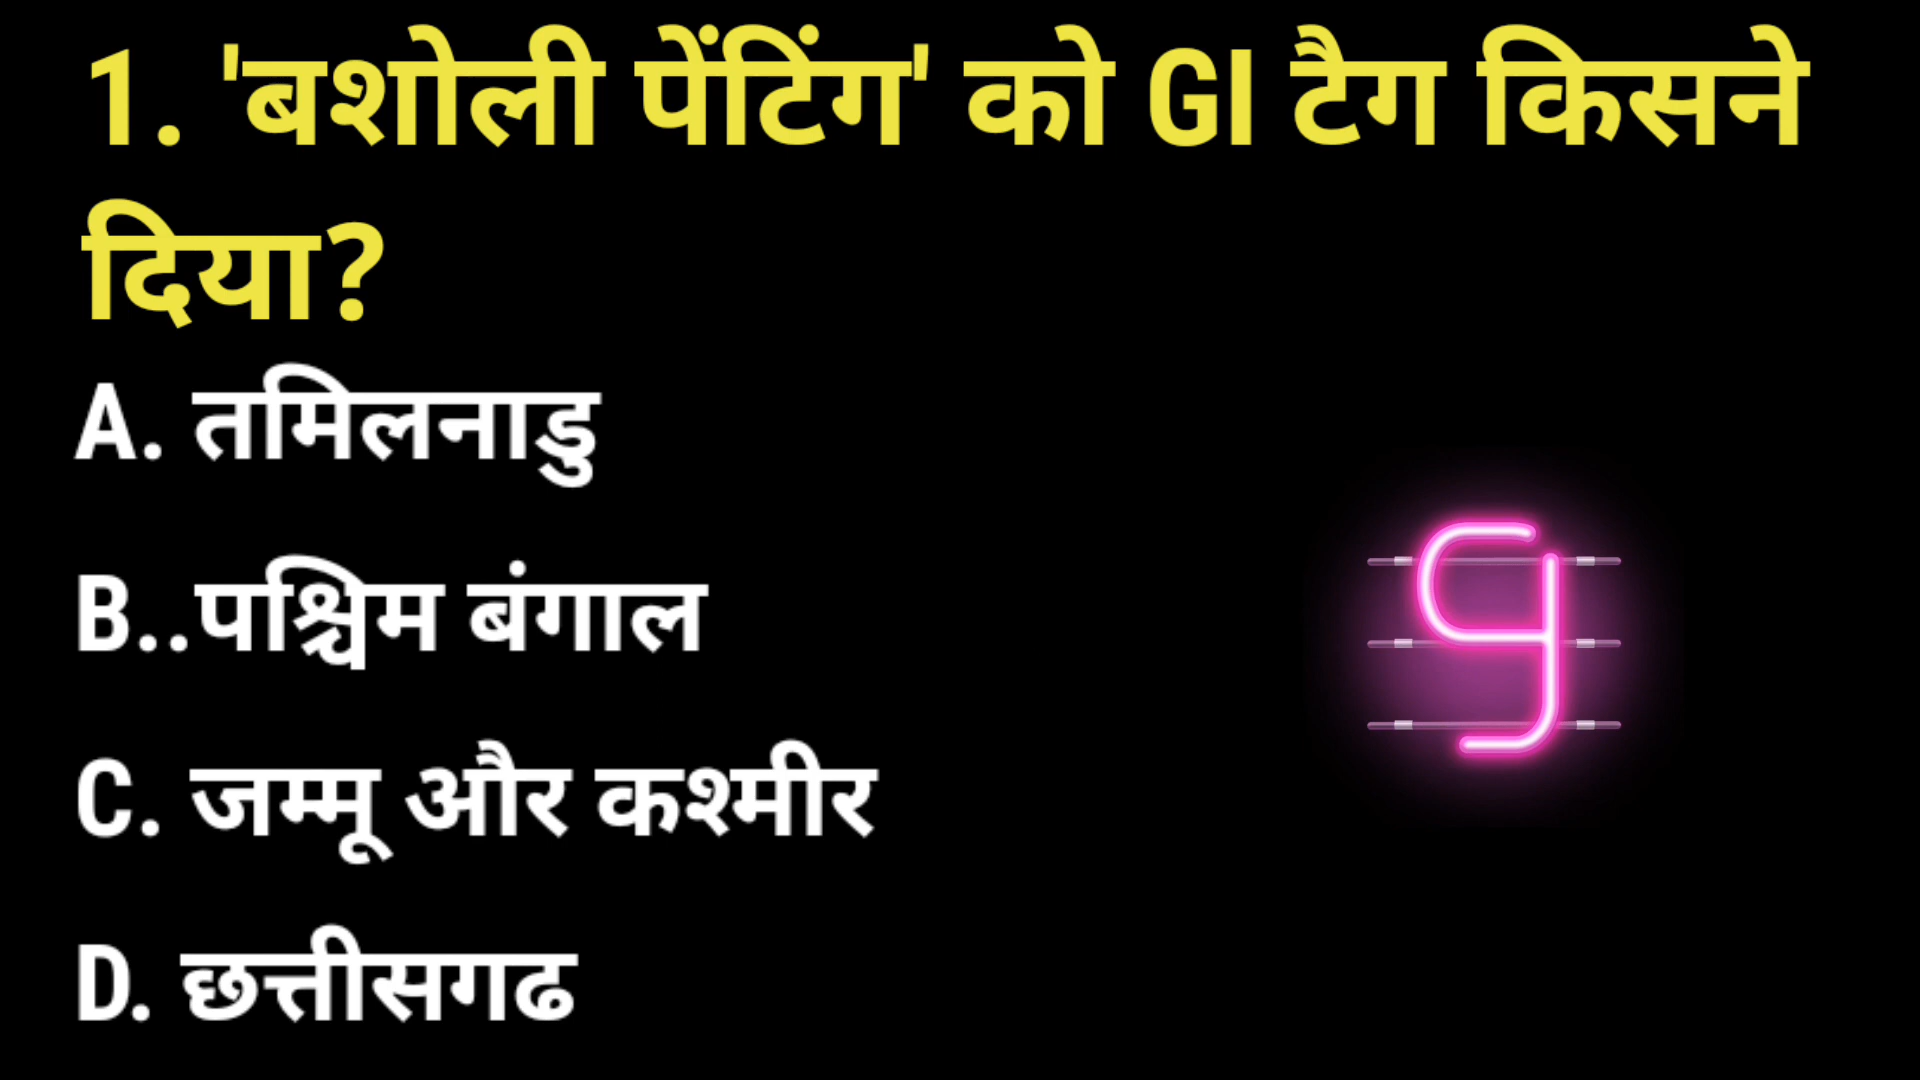 1. 'बशोली पेंटिंग' को GI टैग किसने
दिया?
A. तमिलनाडु
B..पश्चिम बंगाल
9
C. जम्मू और कश्मीर
D. छत्तीसगढ